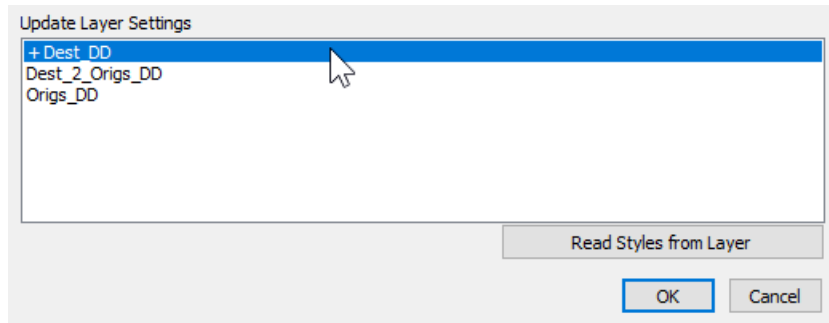 Update Layer Settings
+ Dest_DD
Dest_2_Origs_DD
Origs_DD
Read Styles from Layer
OK Cancel